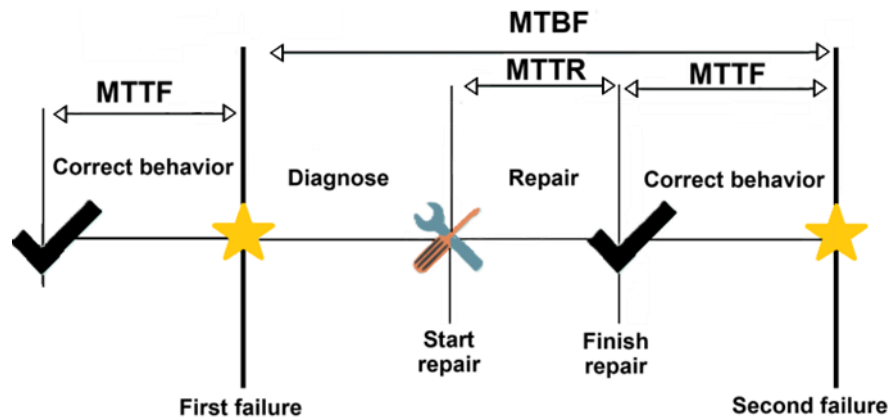 MTBF
MTTR
MTTF
MTTF
Correct behavior
Diagnose
Repair
Correct behavior
Start
repair
Finish
repair
First failure
Second failure